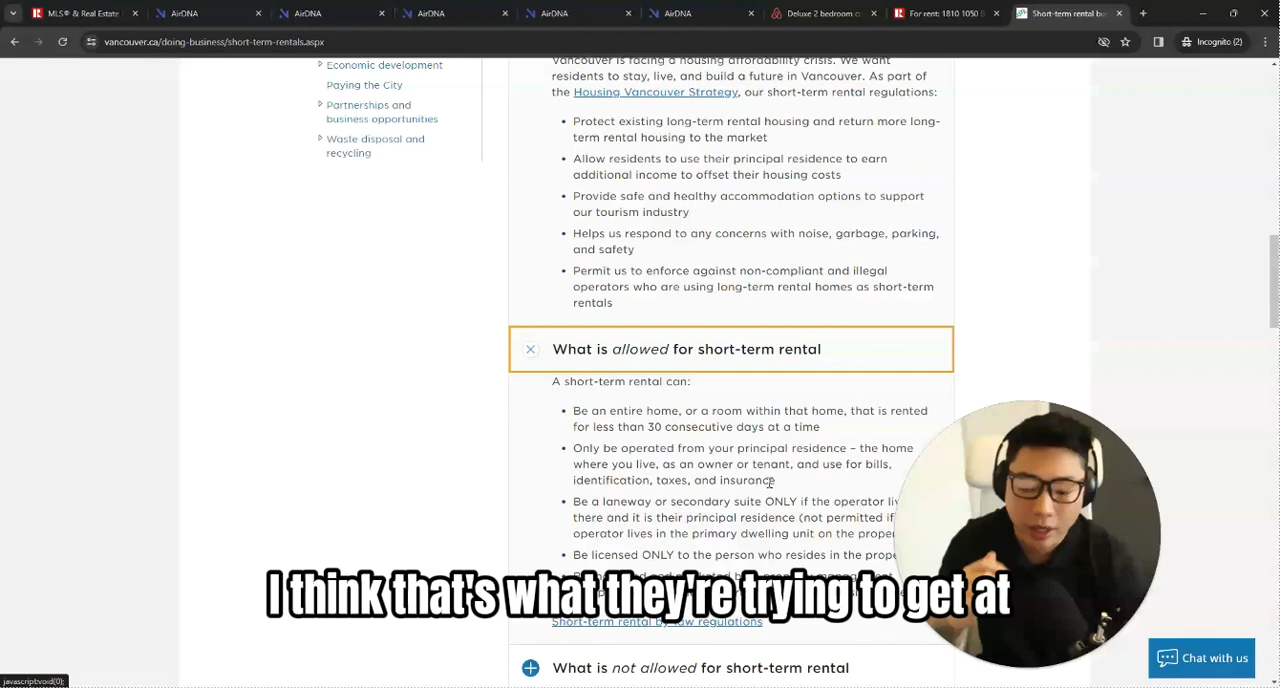 MLS® & Real Estate
AirDNA
AirDNA
AirDNA
AirDNA
AirDNA
Deluxe 2 bedroom c
For rent: 1810 1050 B
Short-term rental bu
vancouver.ca/doing-business/short-term-rentals.aspx
Incognito (2)
Economic development
Paying the City
Partnerships and
business opportunities
Waste disposal and
recycling
Vancouver is facing a housing affordability crisis. We want
residents to stay, live, and build a future in Vancouver. As part of
the Housing Vancouver Strategy, our short-term rental regulations:
• Protect existing long-term rental housing and return more long-
term rental housing to the market
• Allow residents to use their principal residence to earn
additional income to offset their housing costs
• Provide safe and healthy accommodation options to support
our tourism industry
• Helps us respond to any concerns with noise, garbage, parking,
and safety
• Permit us to enforce against non-compliant and illegal
operators who are using long-term rental homes as short-term
rentals
What is allowed for short-term rental
A short-term rental can:
• Be an entire home, or a room within that home, that is rented
for less than 30 consecutive days at a time
• Only be operated from your principal residence – the home
where you live, as an owner or tenant, and use for bills,
identification, taxes, and insurance
• Be a laneway or secondary suite ONLY if the operator liv
there and it is their principal residence (not permitted if
operator lives in the primary dwelling unit on the prope
• Be licensed ONLY to the person who resides in the prope
I think that's what they're trying to get at
Short-term rental by-law regulations
What is not allowed for short-term rental
Chat with us
javascript:void(0);